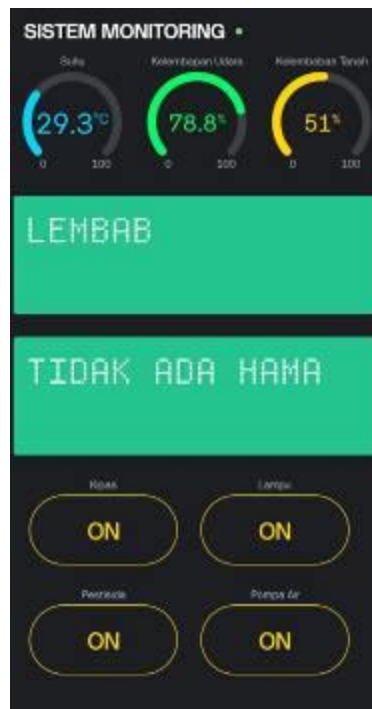 SISTEM MONITORING
Suhu Kelembapan Udara Kelembaban Tanah
29.3°C 78.8% 51%
0 100 0 100 0 100
LEMBAB
TIDAK ADA HAMA
Kipas Lampu
ON ON
Pestisida Pompa Air
ON ON